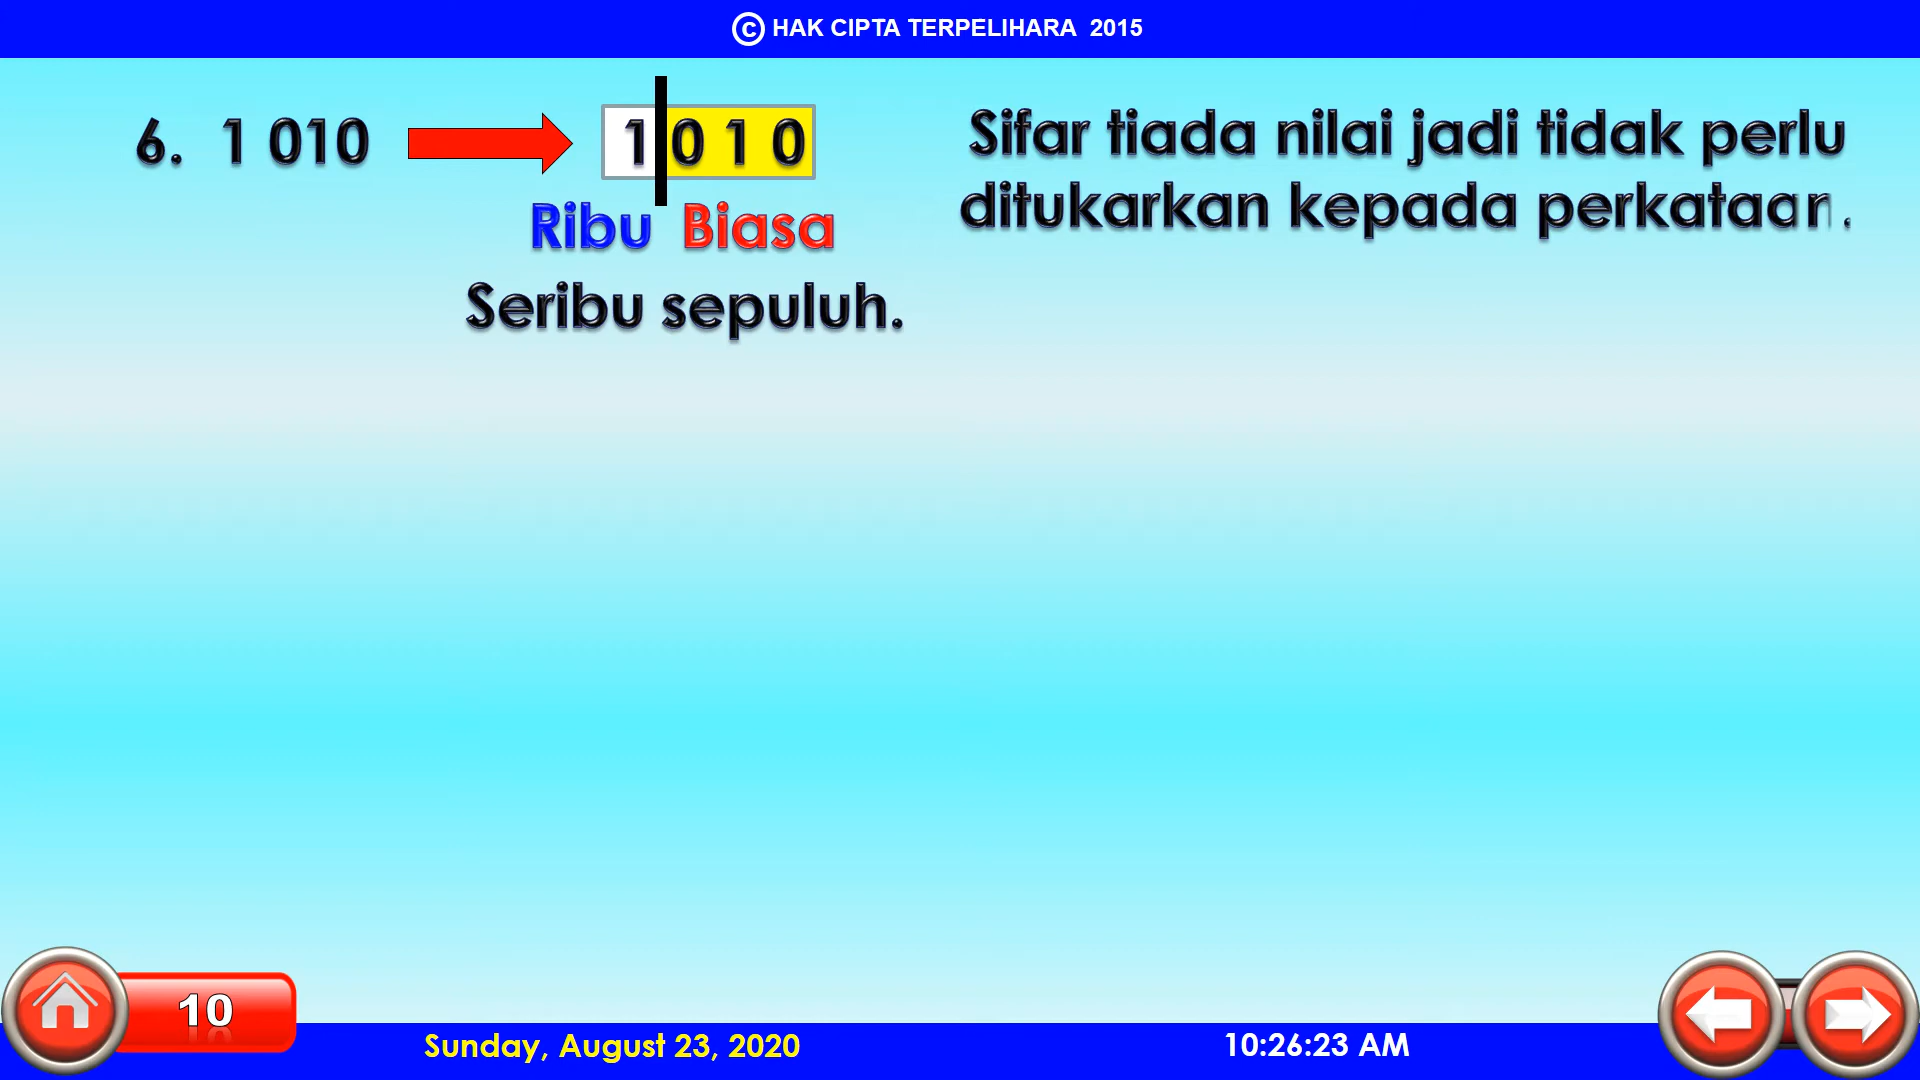 © HAK CIPTA TERPELIHARA 2015
6. 1 010
1 0 1 0
Ribu Biasa
Seribu sepuluh.
Sifar tiada nilai jadi tidak perlu
ditukarkan kepada perkataan.
10
Sunday, August 23, 2020
10:26:23 AM